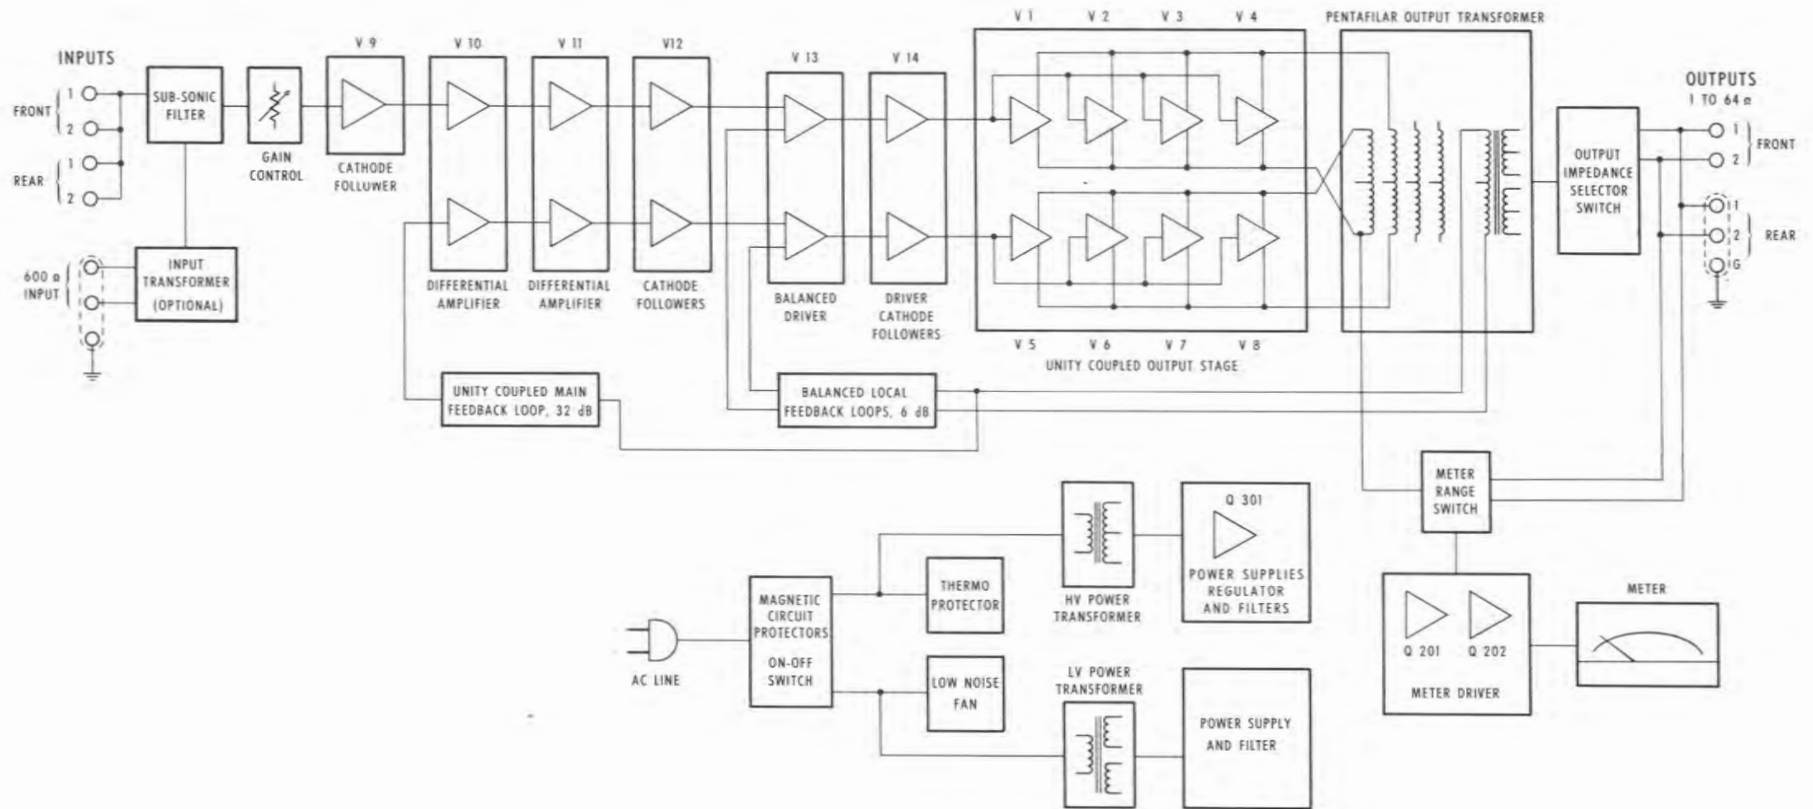 V 1
V 2
V 3
V 4
PENTAFILAR OUTPUT TRANSFORMER
INPUTS
V 9
V 10
V 11
V12
V 13
V 14
OUTPUTS
1 TO 64 Ω
FRONT
1
2
REAR
1
2
SUB-SONIC
FILTER
GAIN
CONTROL
CATHODE
FOLLUWER
600 Ω
INPUT
INPUT
TRANSFORMER
(OPTIONAL)
DIFFERENTIAL
AMPLIFIER
DIFFERENTIAL
AMPLIFIER
CATHODE
FOLLOWERS
BALANCED
DRIVER
DRIVER
CATHODE
FOLLOWERS
V 5
V 6
V 7
V 8
UNITY COUPLED OUTPUT STAGE
OUTPUT
IMPEDANCE
SELECTOR
SWITCH
1
2
FRONT
1
2
G
REAR
UNITY COUPLED MAIN
FEEDBACK LOOP, 32 dB
BALANCED LOCAL
FEEDBACK LOOPS, 6 dB
METER
RANGE
SWITCH
AC LINE
MAGNETIC
CIRCUIT
PROTECTORS
ON-OFF
SWITCH
THERMO
PROTECTOR
LOW NOISE
FAN
HV POWER
TRANSFORMER
Q 301
POWER SUPPLIES
REGULATOR
AND FILTERS
LV POWER
TRANSFORMER
POWER SUPPLY
AND FILTER
Q 201
Q 202
METER DRIVER
METER